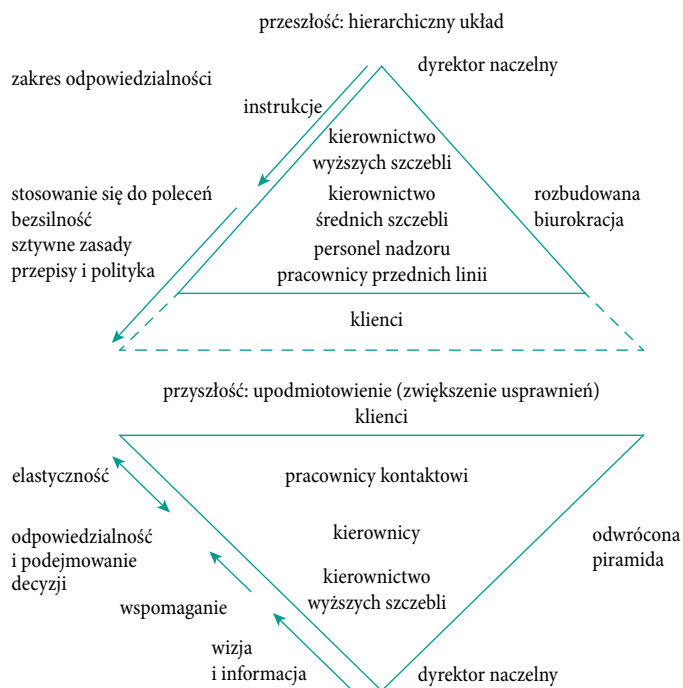 przeszłość: hierarchiczny układ
dyrektor naczelny
zakres odpowiedzialności
instrukcje
kierownictwo
wyższych szczebli
stosowanie się do poleceń
bezsilność
sztywne zasady
przepisy i polityka
kierownictwo
średnich szczebli
rozbudowana
biurokracja
personel nadzoru
pracownicy przednich linii
klienci
przyszłość: upodmiotowienie (zwiększenie usprawnień)
klienci
elastyczność
pracownicy kontaktowi
odpowiedzialność
i podejmowanie
decyzji
kierownicy
odwrócona
piramida
kierownictwo
wyższych szczebli
wspomaganie
wizja
i informacja
dyrektor naczelny